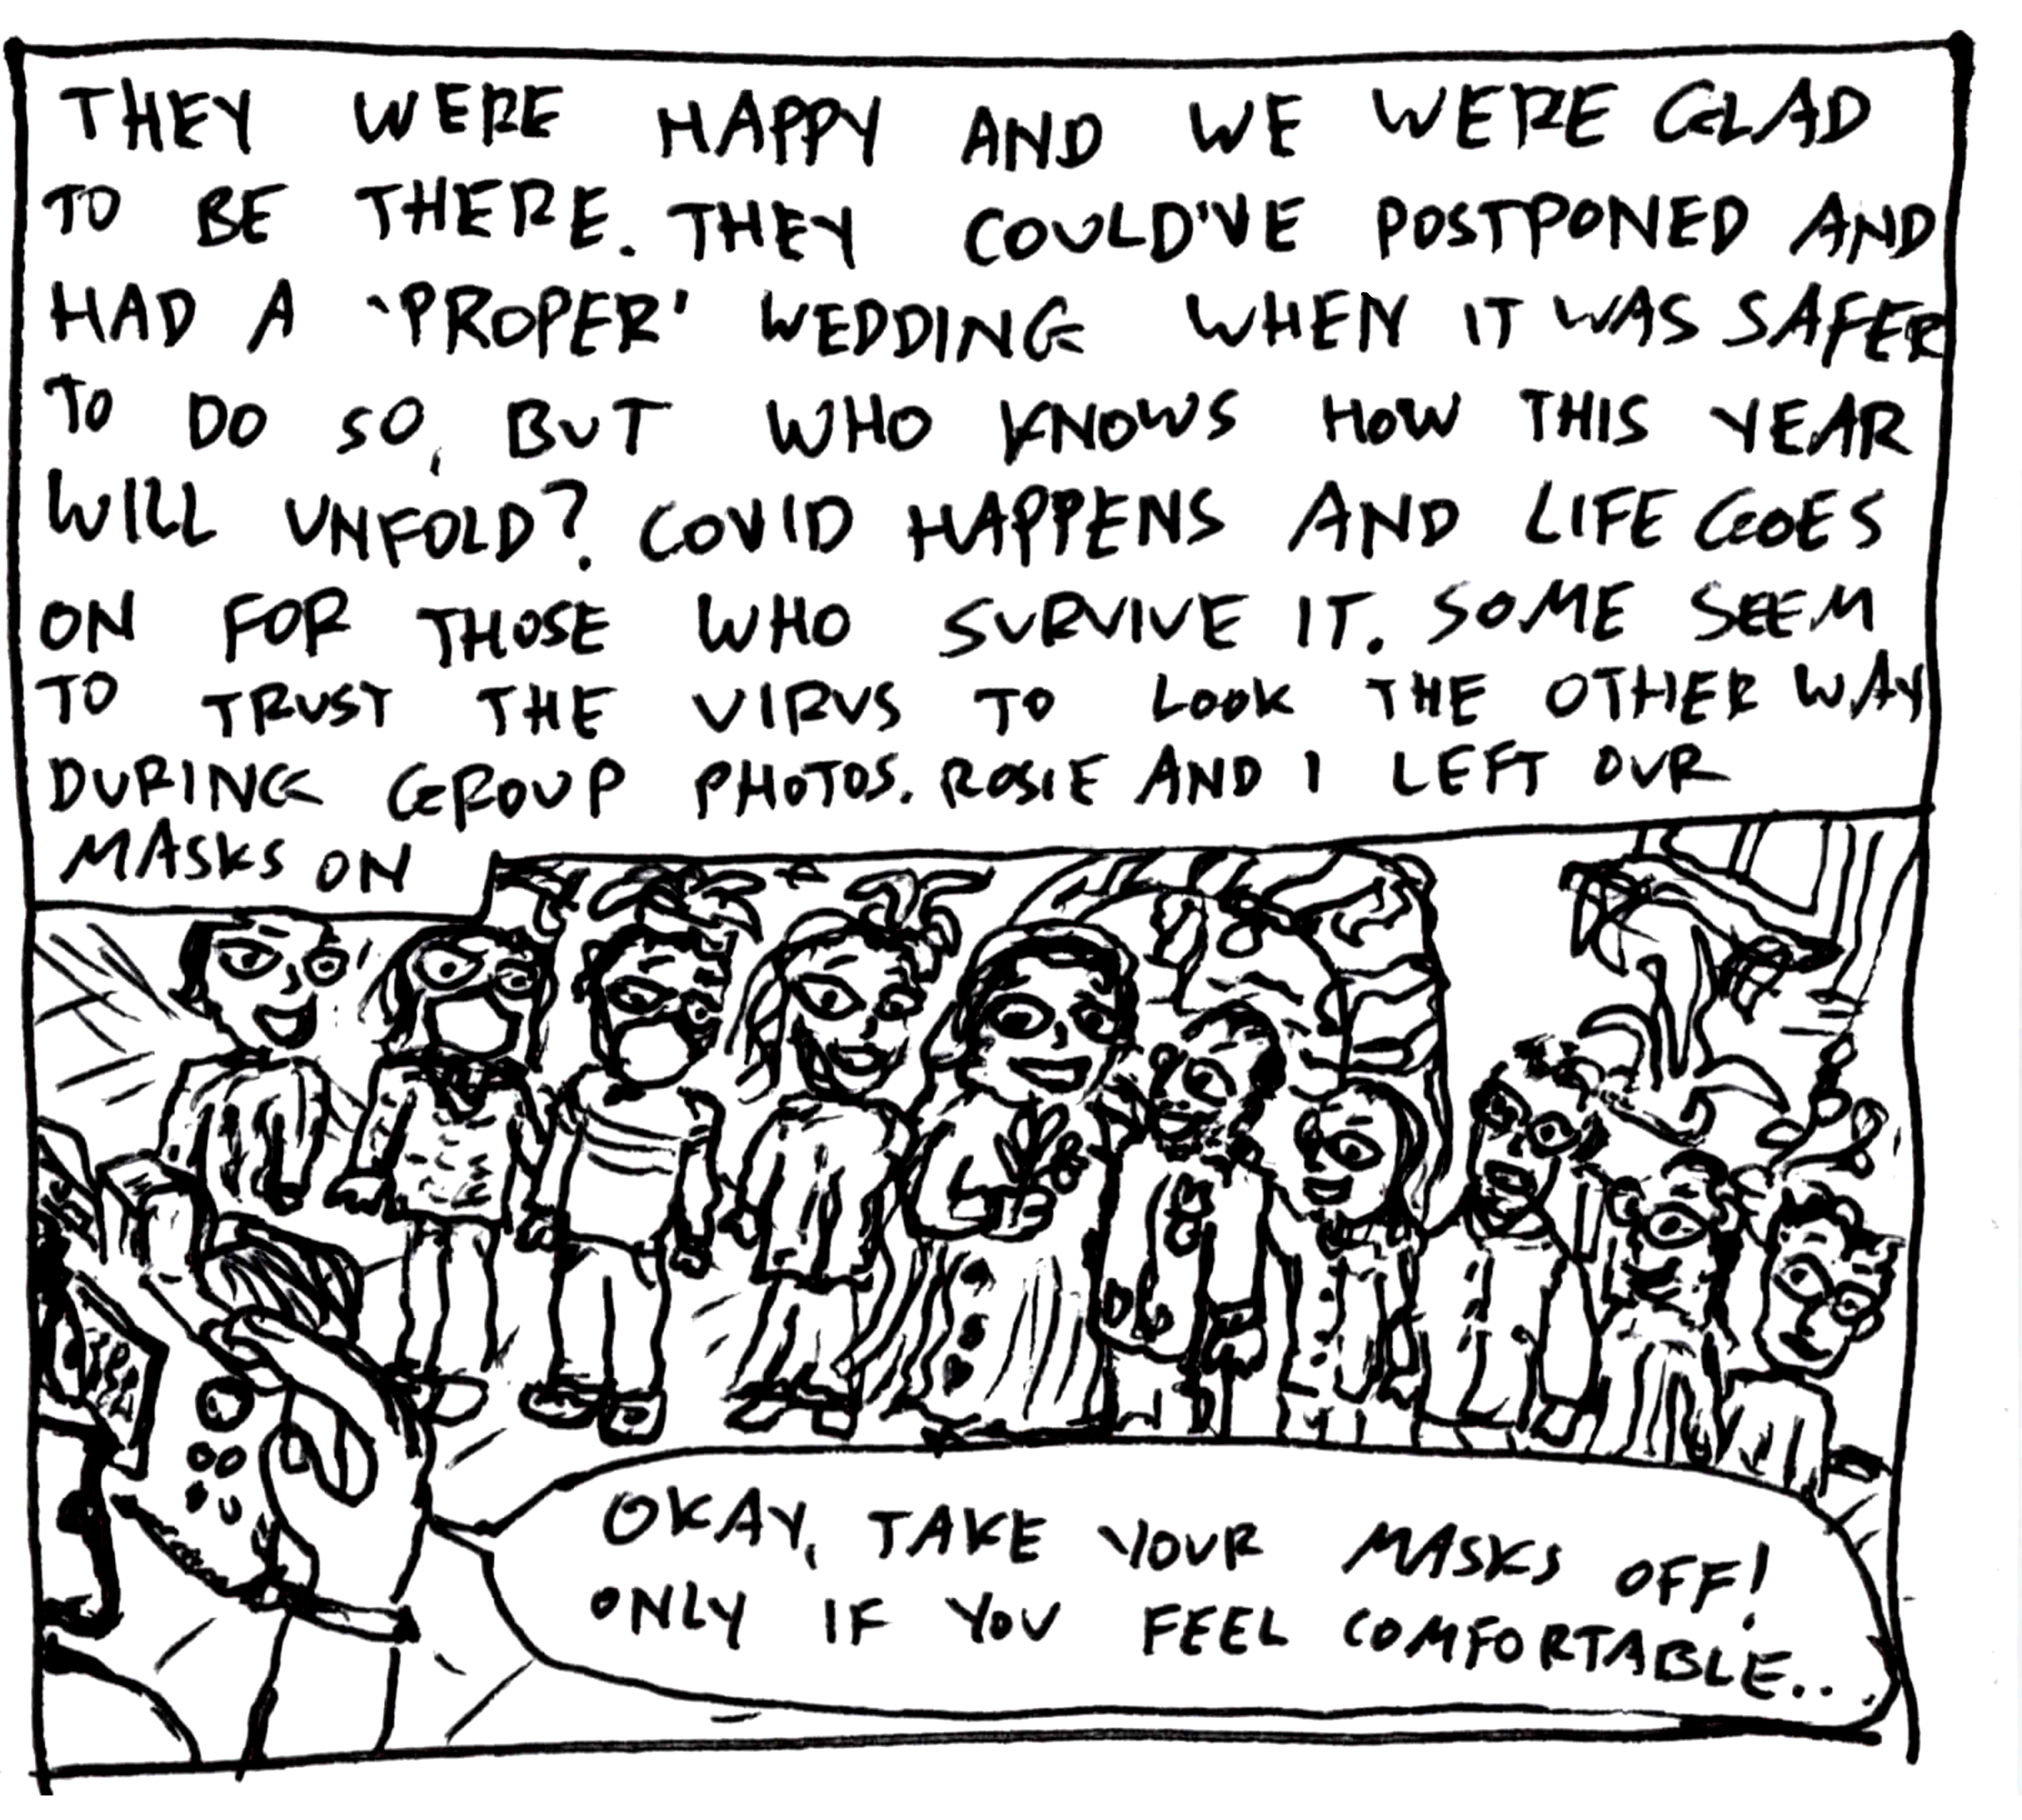 THEY WERE HAPPY AND WE WERE GLAD
TO BE THERE. THEY COULD'VE POSTPONED AND
HAD A 'PROPER' WEDDING WHEN IT WAS SAFER
TO DO SO, BUT WHO KNOWS HOW THIS YEAR
WILL UNFOLD? COVID HAPPENS AND LIFE GOES
ON FOR THOSE WHO SURVIVE IT. SOME SEEM
TO TRUST THE VIRUS TO LOOK THE OTHER WAY
DURING GROUP PHOTOS. ROSIE AND I LEFT OUR
MASKS ON
OKAY, TAKE YOUR MASKS OFF!
ONLY IF YOU FEEL COMFORTABLE...